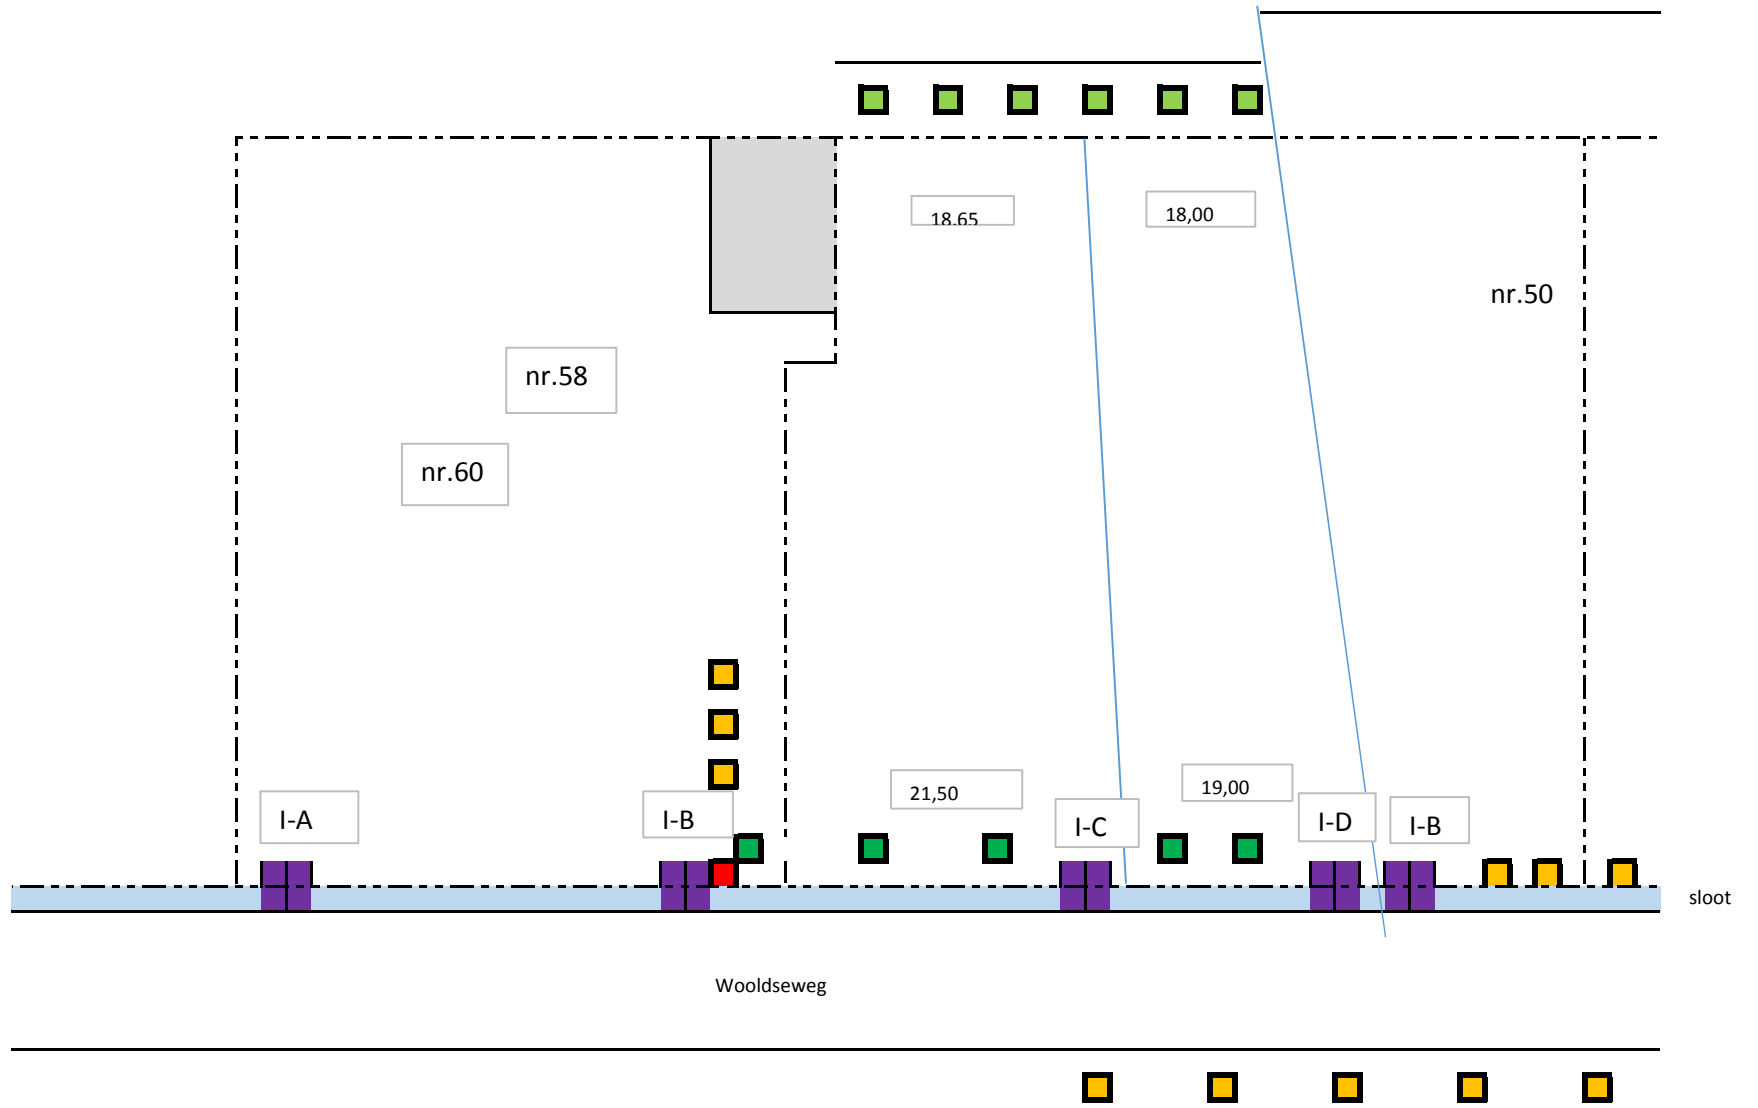 18.65
18,00
nr.50
nr.58
nr.60
21,50
19,00
I-A
I-B
I-C
I-D
I-B
sloot
Wooldseweg